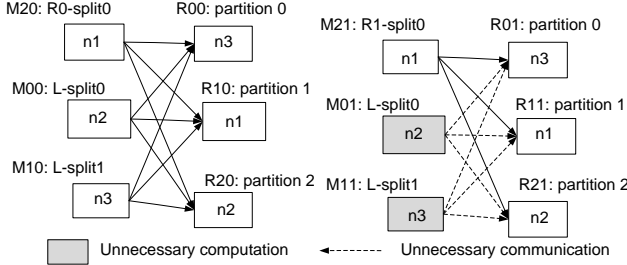 M20: R0-split0
R00: partition 0
n1
n3
M00: L-split0
R10: partition 1
n2
n1
M10: L-split1
R20: partition 2
n3
n2
M21: R1-split0
R01: partition 0
n1
n3
M01: L-split0
R11: partition 1
n2
n1
M11: L-split1
R21: partition 2
n3
n2
Unnecessary computation
Unnecessary communication